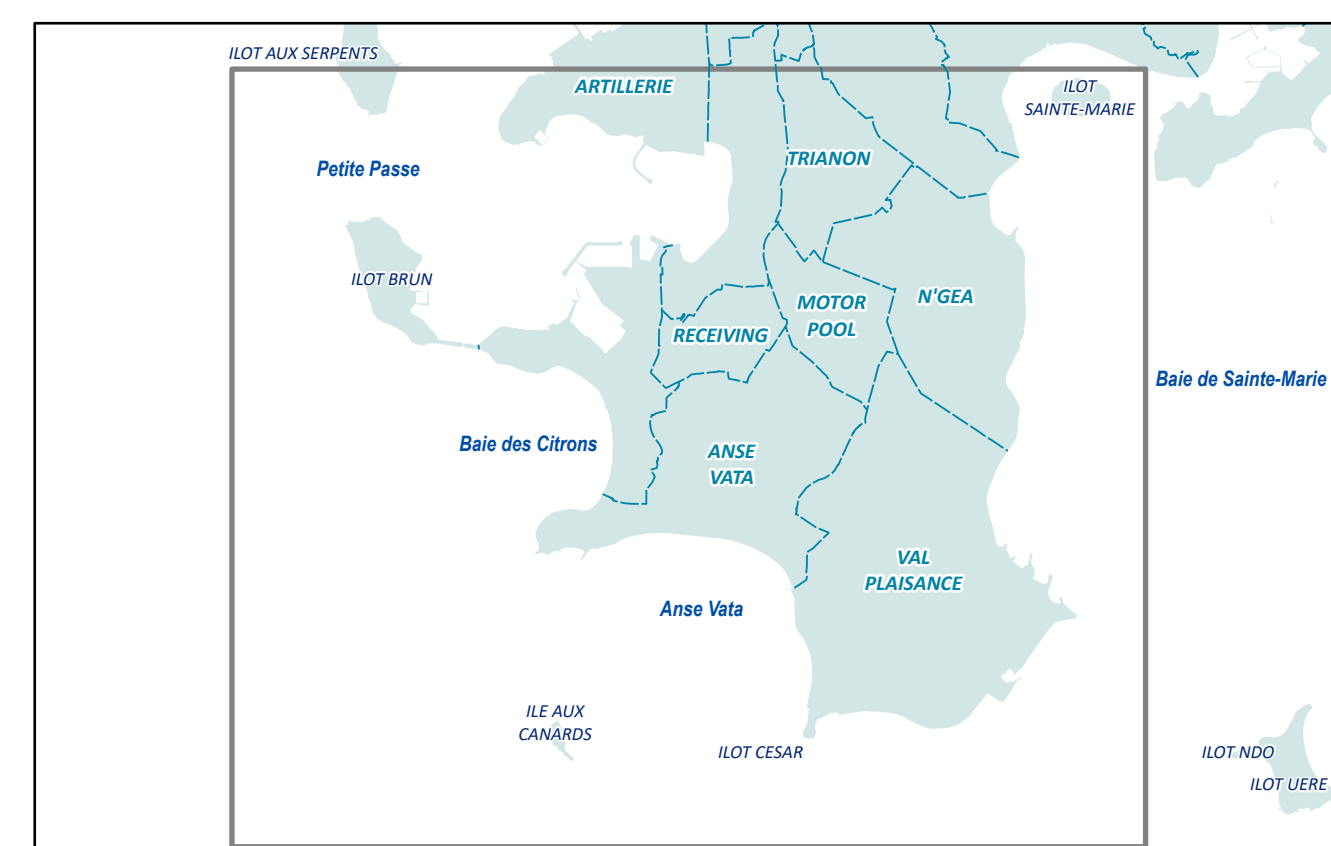 ILOT AUX SERPENTS
ARTILLERIE
ILOT
SAINTE-MARIE
Petite Passe
TRIANON
ILOT BRUN
MOTOR
POOL
N'GEA
RECEIVING
Baie de Sainte-Marie
Baie des Citrons
ANSE
VATA
VAL
PLAISANCE
Anse Vata
ILE AUX
CANARDS
ILOT CESAR
ILOT NDO
ILOT UERE